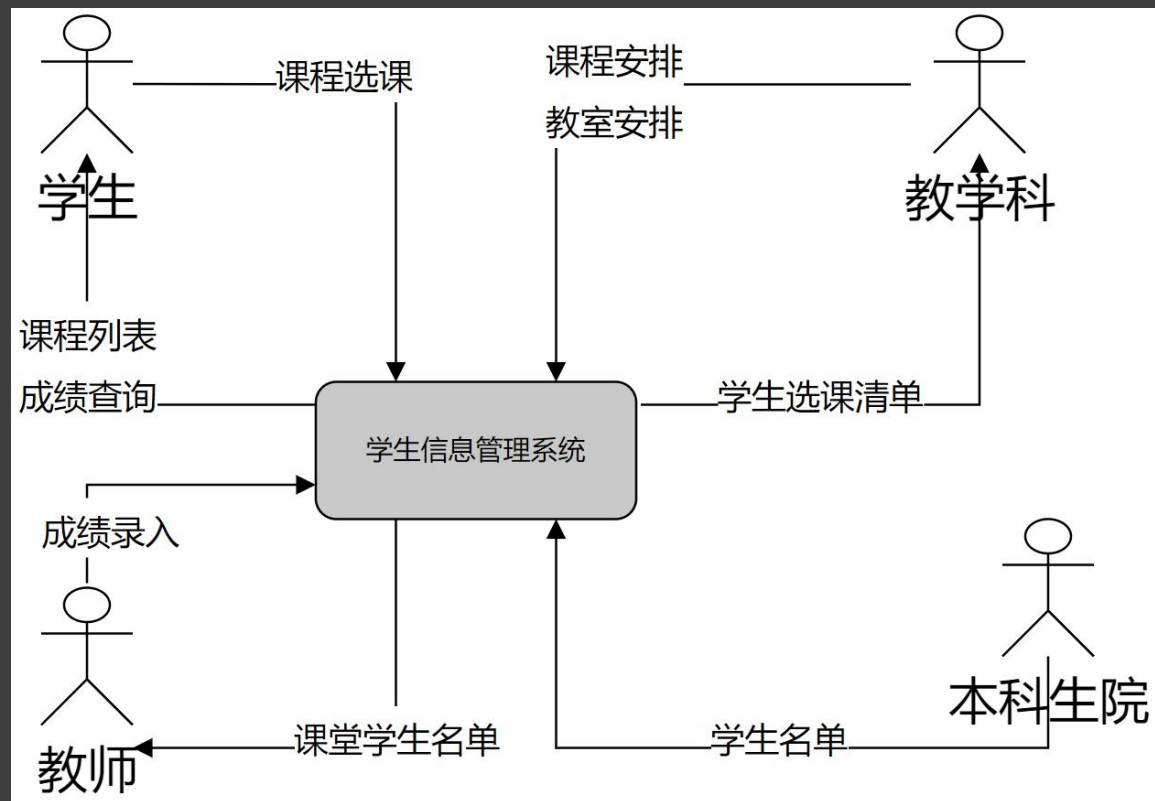 课程选课
课程安排
教室安排
学生
教学科
课程列表
成绩查询
学生选课清单
学生信息管理系统
成绩录入
本科生院
教师
课堂学生名单
学生名单